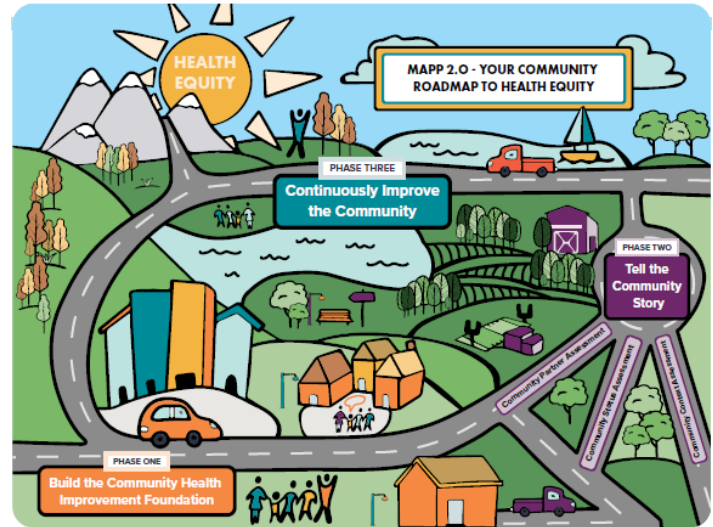 HEALTH
EQUITY
MAPP 2.0 - YOUR COMMUNITY
ROADMAP TO HEALTH EQUITY
PHASE THREE
Continuously Improve
the Community
PHASE TWO
Tell the
Community
Story
Community Partner Assessment
Community Status Assessment
Community Context Assessment
PHASE ONE
Build the Community Health
Improvement Foundation